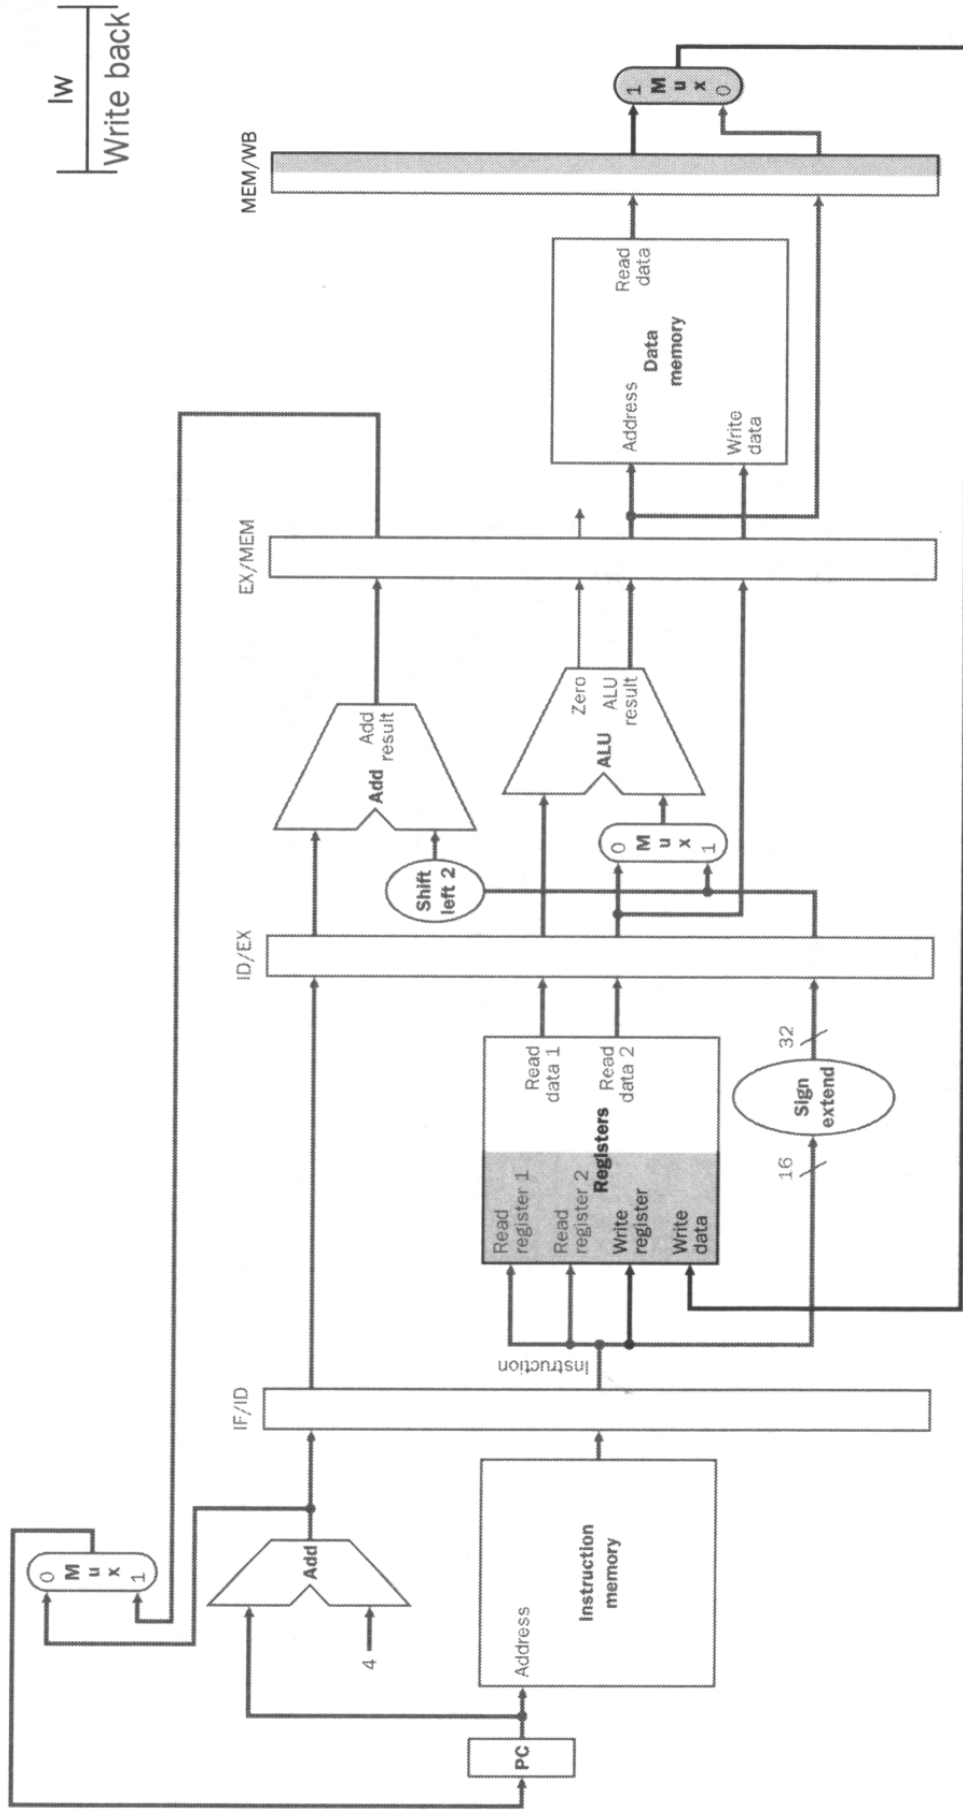 lw
Write back
IF/ID
ID/EX
EX/MEM
MEM/WB
0
M
u
x
1
Add
4
PC
Address
Instruction
memory
Instruction
Read
register 1
Read
register 2
Registers
Write
register
Write
data
Read
data 1
Read
data 2
16
Sign
extend
32
Shift
left 2
Add
Add
result
0
M
u
x
1
Zero
ALU
ALU
result
Address
Data
memory
Write
data
Read
data
1
M
u
x
0